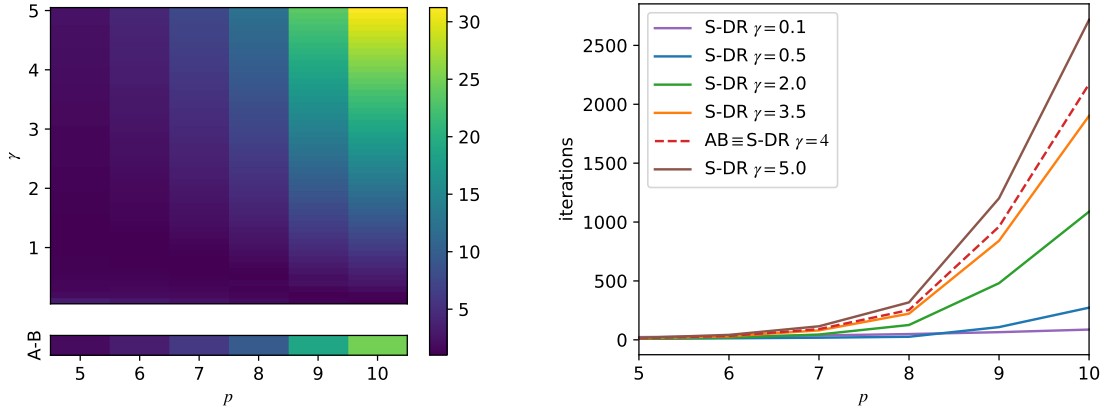 5
4
3
2
1
γ
A-B
5 6 7 8 9 10
p
30
25
20
15
10
5
2500
2000
1500
1000
500
0
iterations
S-DR γ = 0.1
S-DR γ = 0.5
S-DR γ = 2.0
S-DR γ = 3.5
AB≡S-DR γ = 4
S-DR γ = 5.0
5 6 7 8 9 10
p